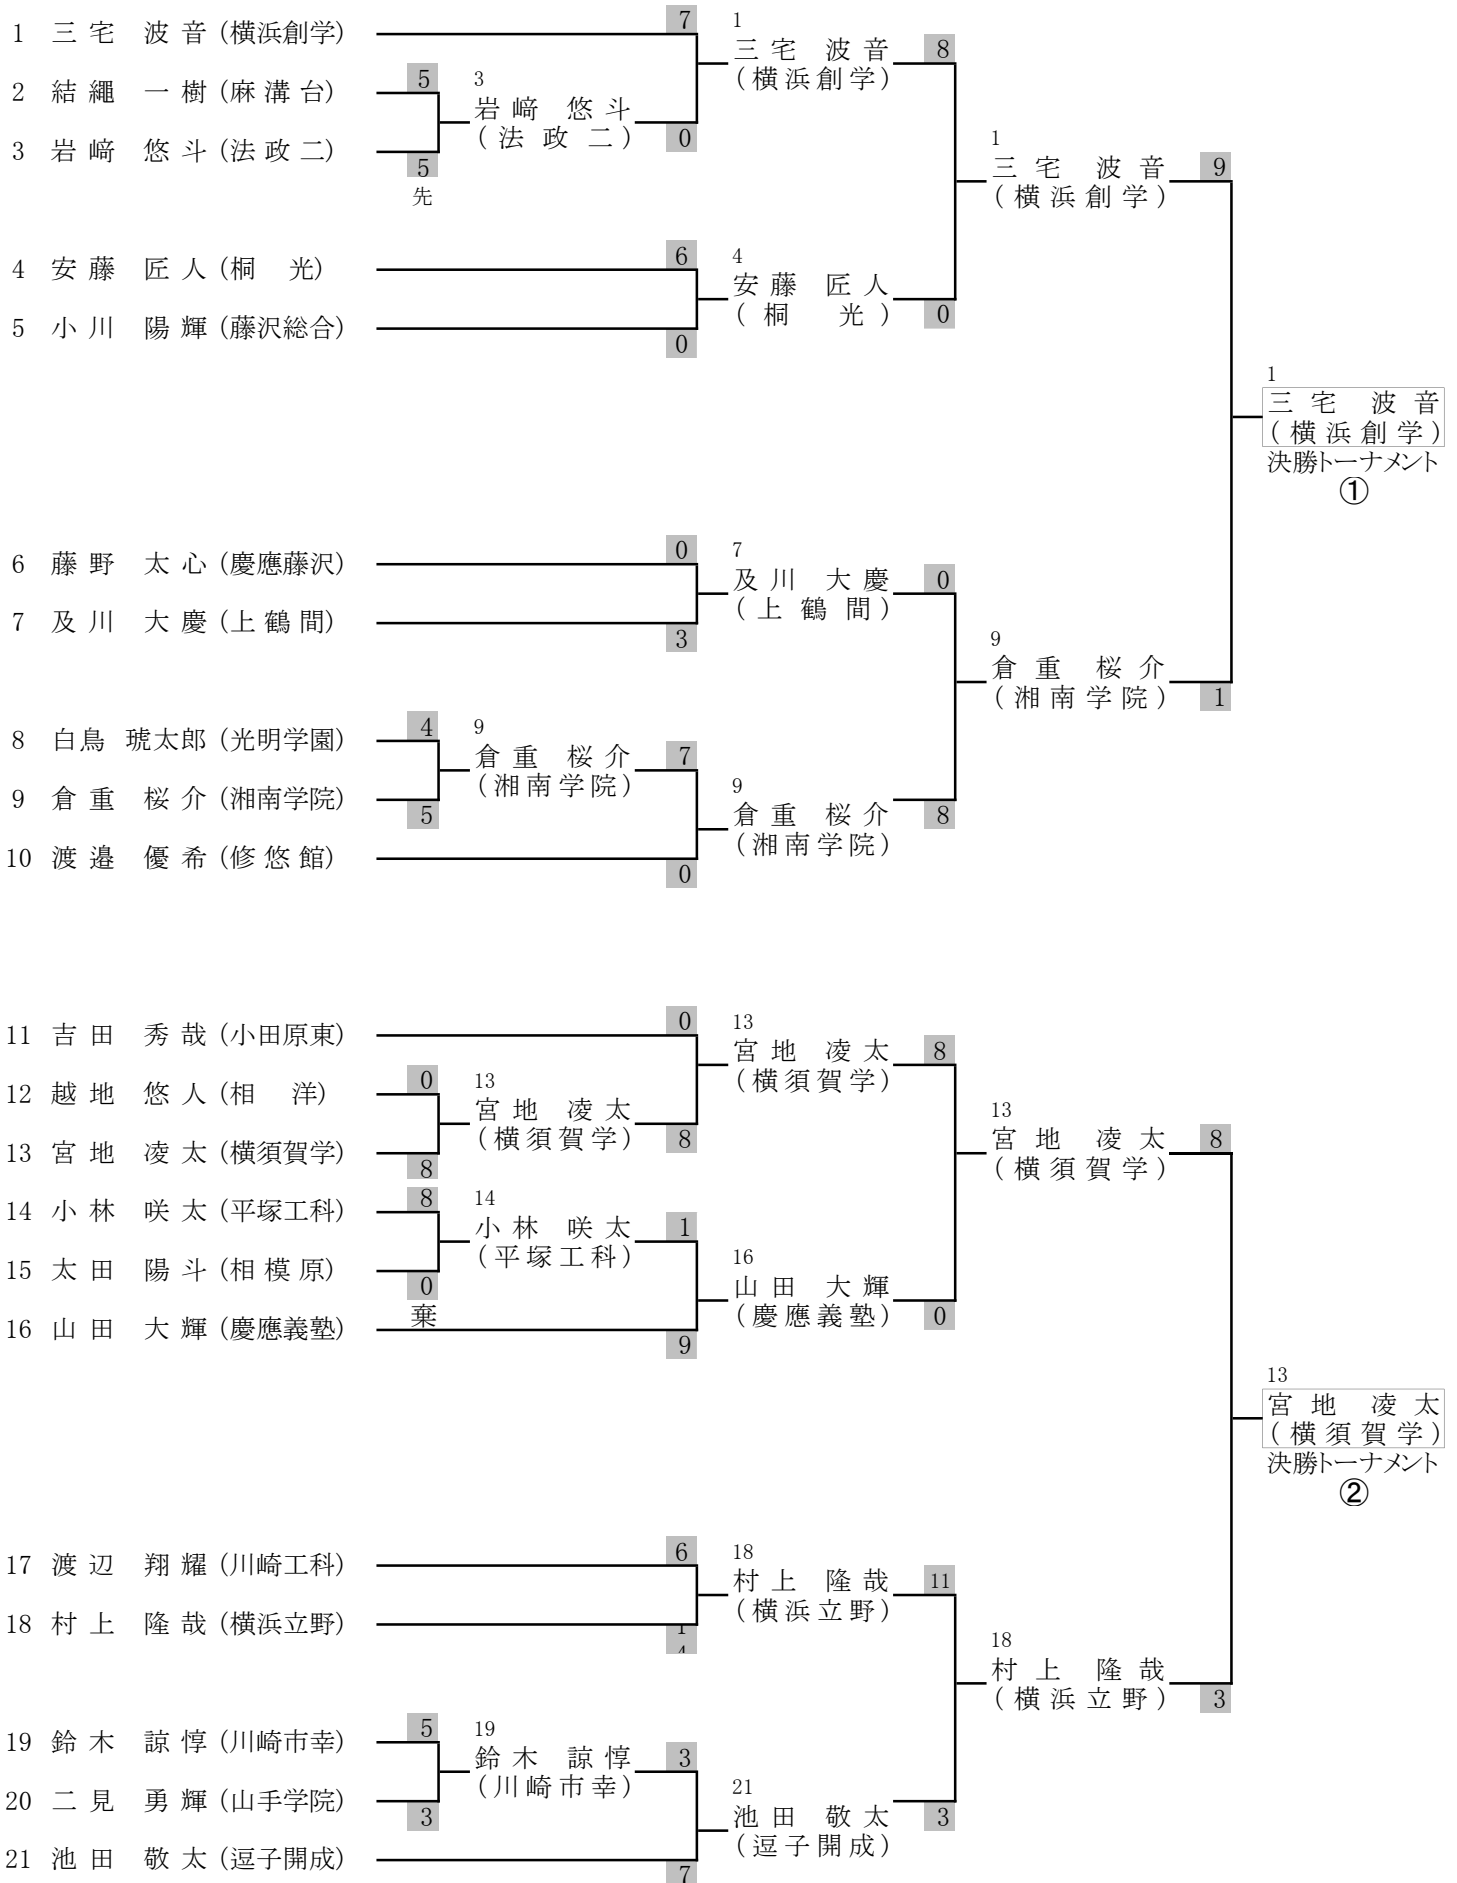 1 三宅 波音 (横浜創学)
7
1
三宅 波音
(横浜創学)
8
2 結縄 一樹 (麻溝台)
5
3
岩﨑 悠斗
(法政二)
0
3 岩﨑 悠斗 (法政二)
5
先
1
三宅 波音
(横浜創学)
9
4 安藤 匠人 (桐 光)
6
4
安藤 匠人
(桐 光)
0
5 小川 陽輝 (藤沢総合)
0
1
三宅 波音
(横浜創学)
決勝トーナメント
①
6 藤野 太心 (慶應藤沢)
0
7
及川 大慶
(上鶴間)
0
7 及川 大慶 (上鶴間)
3
9
倉重 桜介
(湘南学院)
1
8 白鳥 琥太郎 (光明学園)
4
9
倉重 桜介
(湘南学院)
7
9 倉重 桜介 (湘南学院)
5
9
倉重 桜介
(湘南学院)
8
10 渡邉 優希 (修悠館)
0
11 吉田 秀哉 (小田原東)
0
13
宮地 凌太
(横須賀学)
8
12 越地 悠人 (相 洋)
0
13
宮地 凌太
(横須賀学)
8
13 宮地 凌太 (横須賀学)
8
13
宮地 凌太
(横須賀学)
8
14 小林 咲太 (平塚工科)
8
14
小林 咲太
(平塚工科)
1
15 太田 陽斗 (相模原)
0
棄
16
山田 大輝
(慶應義塾)
0
16 山田 大輝 (慶應義塾)
9
13
宮地 凌太
(横須賀学)
決勝トーナメント
②
17 渡辺 翔耀 (川崎工科)
6
18
村上 隆哉
(横浜立野)
11
18 村上 隆哉 (横浜立野)
14
18
村上 隆哉
(横浜立野)
3
19 鈴木 諒惇 (川崎市幸)
5
19
鈴木 諒惇
(川崎市幸)
3
20 二見 勇輝 (山手学院)
3
21
池田 敬太
(逗子開成)
3
21 池田 敬太 (逗子開成)
7